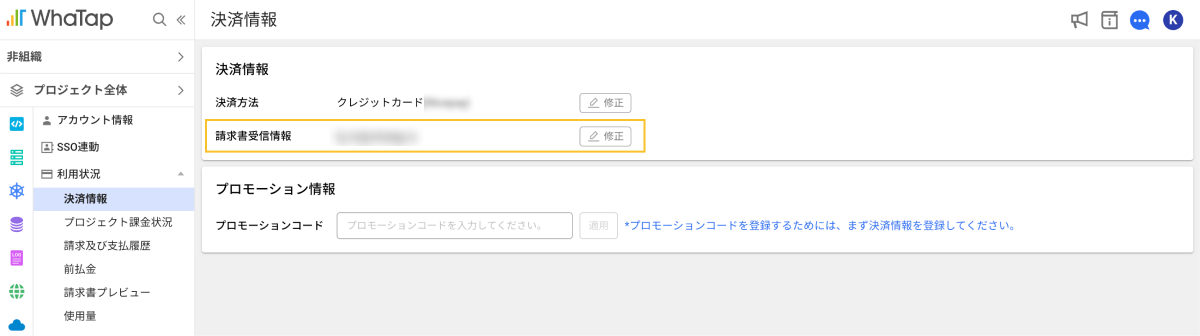 WhaTap
決済情報
K
非組織
プロジェクト全体
アカウント情報
SSO連動
利用状況
決済情報
プロジェクト課金状況
請求及び支払履歴
前払金
請求書プレビュー
使用量
LOG
決済情報
決済方法 クレジットカード 修正
請求書受信情報 修正
プロモーション情報
プロモーションコード プロモーションコードを入力してください。 適用 *プロモーションコードを登録するためには、まず決済情報を登録してください。